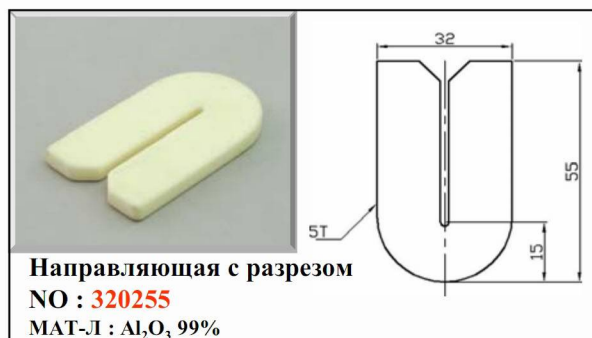 32
55
5T
15
Направляющая с разрезом
NO : 320255
МАТ-Л : Al₂O₃ 99%